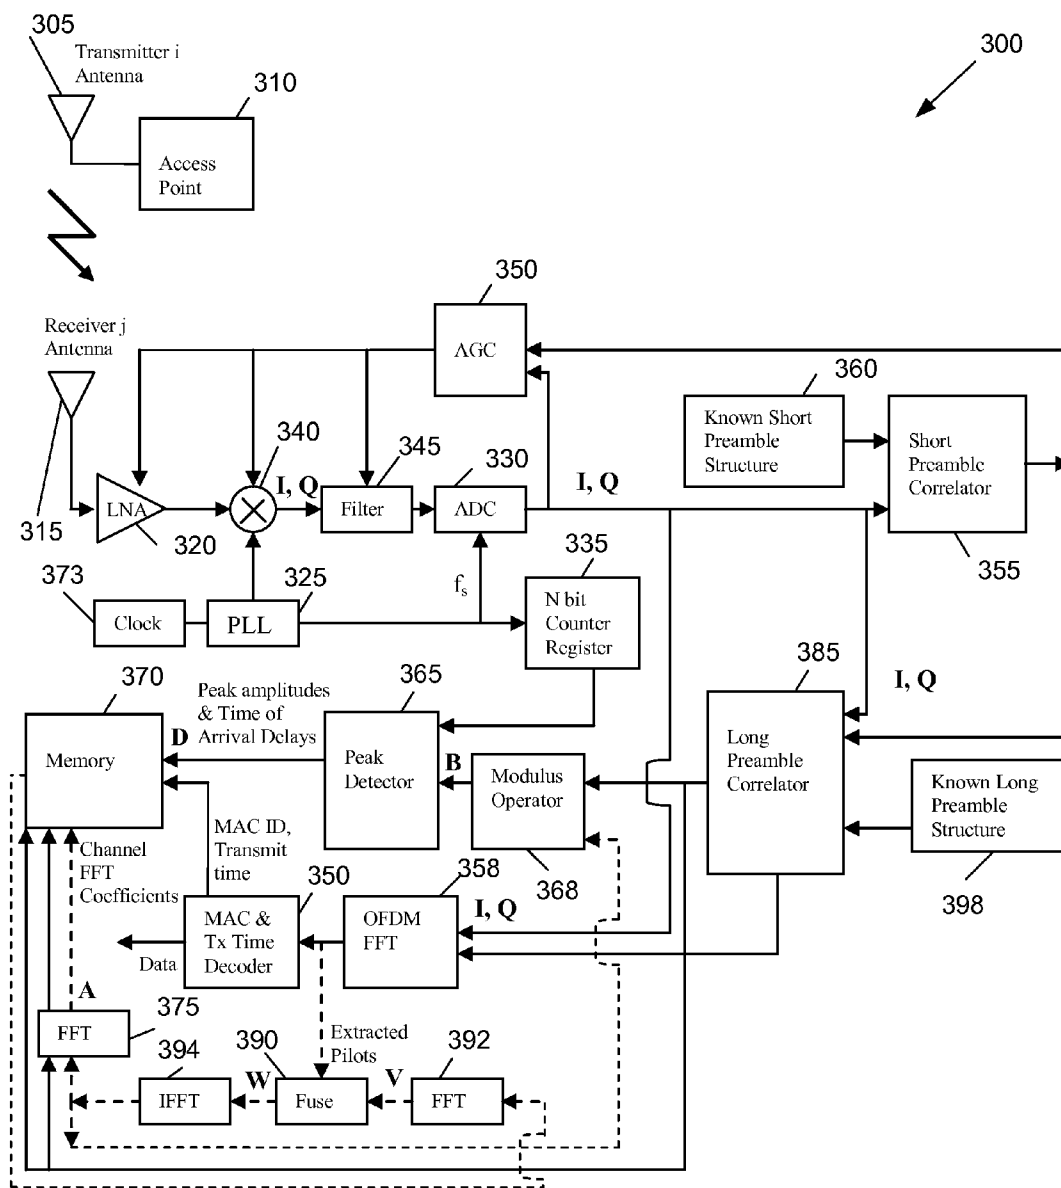 305
Transmitter i
Antenna
310
300
Access
Point
350
Receiver j
Antenna
AGC
360
Known Short
Preamble
Structure
Short
Preamble
Correlator
340
345
330
I, Q
I, Q
LNA
Filter
ADC
315
320
355
373
325
335
fs
Clock
PLL
N bit
Counter
Register
370
365
385
Peak amplitudes
& Time of
Arrival Delays
I, Q
D
Memory
Peak
Detector
B
Modulus
Operator
Long
Preamble
Correlator
Known Long
Preamble
Structure
MAC ID,
Transmit
time
Channel
FFT
Coefficients
350
358
368
398
MAC &
Tx Time
Decoder
OFDM
FFT
I, Q
Data
A
375
FFT
Extracted
Pilots
394
390
392
IFFT
W
Fuse
V
FFT